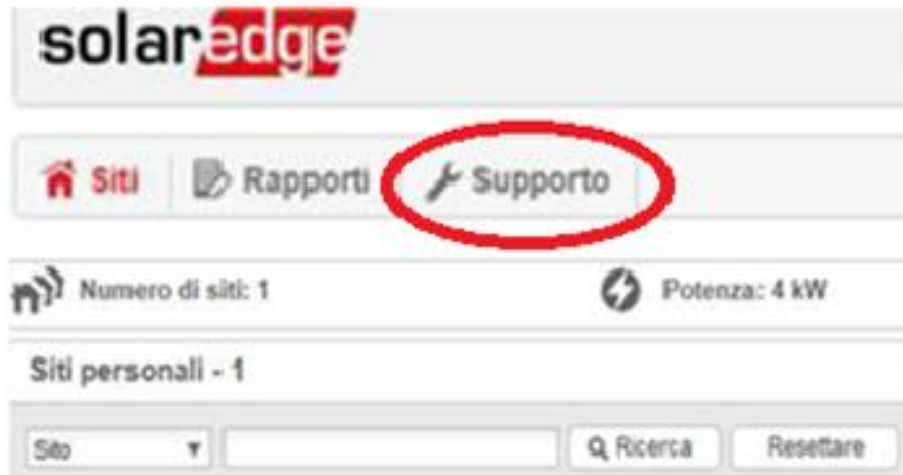 solaredge
Siti Rapporti Supporto
Numero di siti: 1 Potenza: 4 kW
Siti personali - 1
Sito Ricerca Resettare